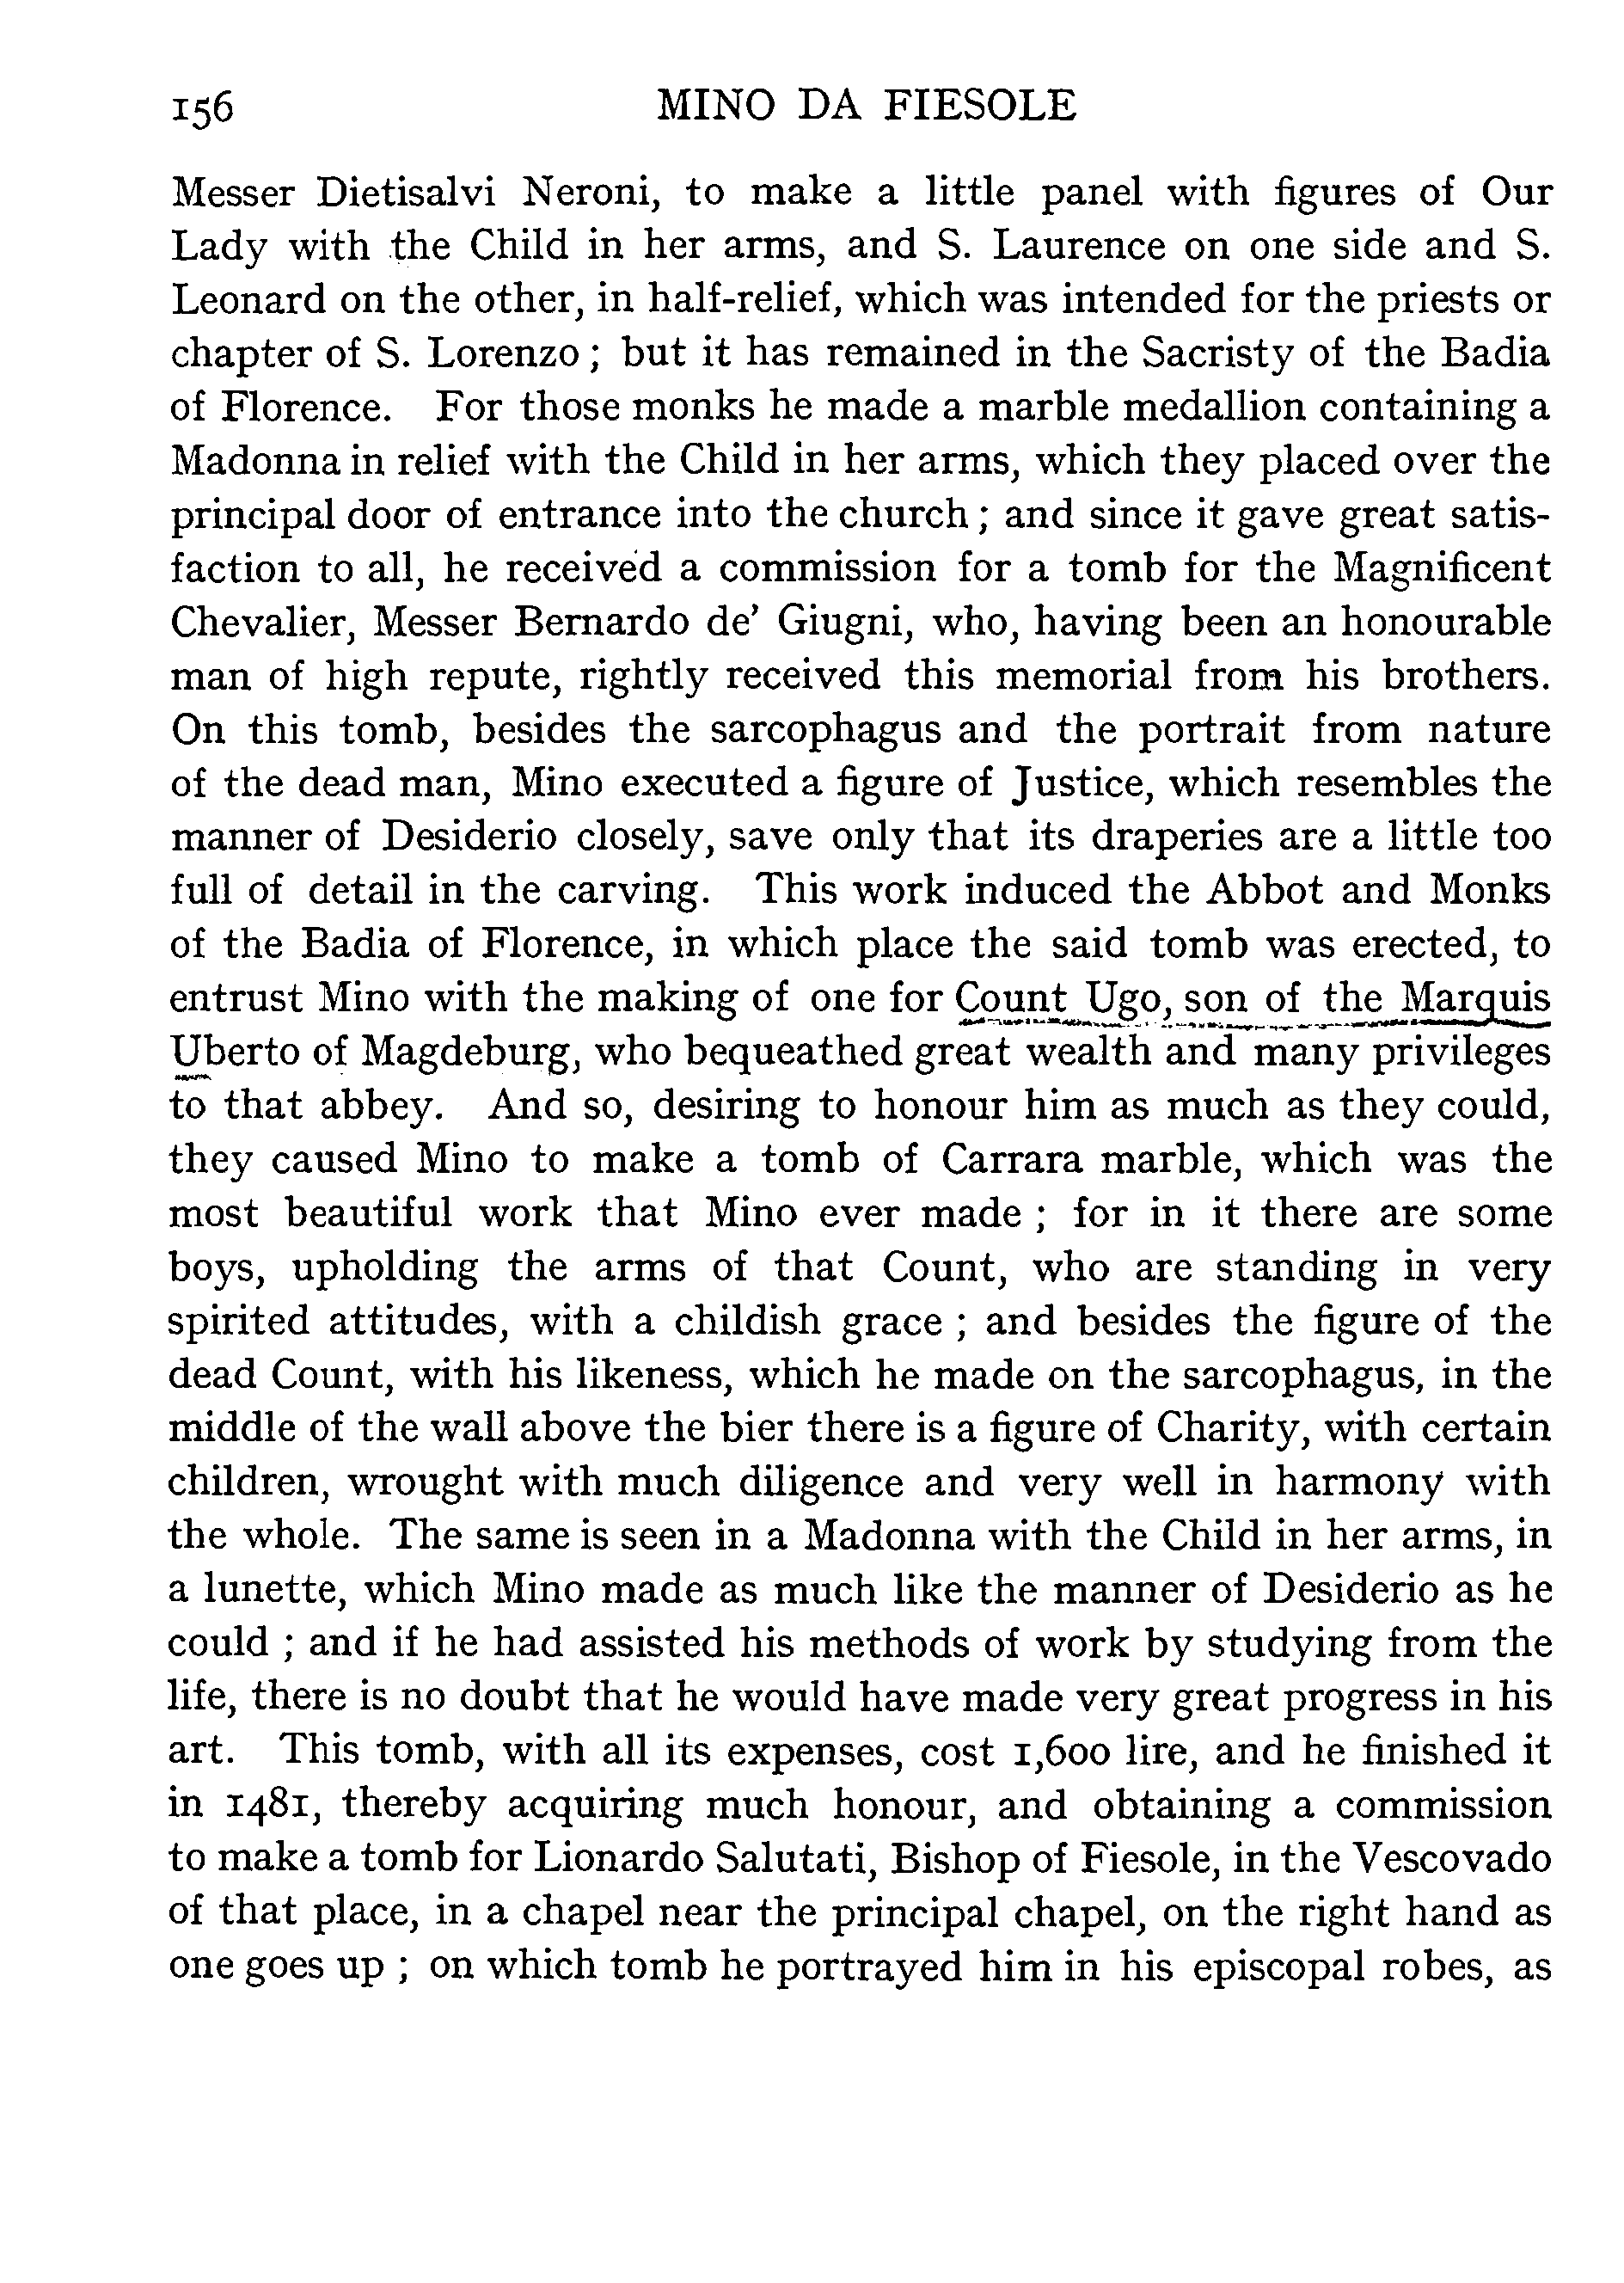 156 MINO DA FIESOLE
Messer Dietisalvi Neroni, to make a little panel with figures of Our
Lady with the Child in her arms, and S. Laurence on one side and S.
Leonard on the other, in half-relief, which was intended for the priests or
chapter of S. Lorenzo ; but it has remained in the Sacristy of the Badia
of Florence. For those monks he made a marble medallion containing a
Madonna in relief with the Child in her arms, which they placed over the
principal door of entrance into the church ; and since it gave great satis-
faction to all, he received a commission for a tomb for the Magnificent
Chevalier, Messer Bernardo de' Giugni, who, having been an honourable
man of high repute, rightly received this memorial from his brothers.
On this tomb, besides the sarcophagus and the portrait from nature
of the dead man, Mino executed a figure of Justice, which resembles the
manner of Desiderio closely, save only that its draperies are a little too
full of detail in the carving. This work induced the Abbot and Monks
of the Badia of Florence, in which place the said tomb was erected, to
entrust Mino with the making of one for Count Ugo, son of the Marquis
Uberto of Magdeburg, who bequeathed great wealth and many privileges
to that abbey. And so, desiring to honour him as much as they could,
they caused Mino to make a tomb of Carrara marble, which was the
most beautiful work that Mino ever made ; for in it there are some
boys, upholding the arms of that Count, who are standing in very
spirited attitudes, with a childish grace ; and besides the figure of the
dead Count, with his likeness, which he made on the sarcophagus, in the
middle of the wall above the bier there is a figure of Charity, with certain
children, wrought with much diligence and very well in harmony with
the whole. The same is seen in a Madonna with the Child in her arms, in
a lunette, which Mino made as much like the manner of Desiderio as he
could ; and if he had assisted his methods of work by studying from the
life, there is no doubt that he would have made very great progress in his
art. This tomb, with all its expenses, cost 1,600 lire, and he finished it
in 1481, thereby acquiring much honour, and obtaining a commission
to make a tomb for Lionardo Salutati, Bishop of Fiesole, in the Vescovado
of that place, in a chapel near the principal chapel, on the right hand as
one goes up ; on which tomb he portrayed him in his episcopal robes, as